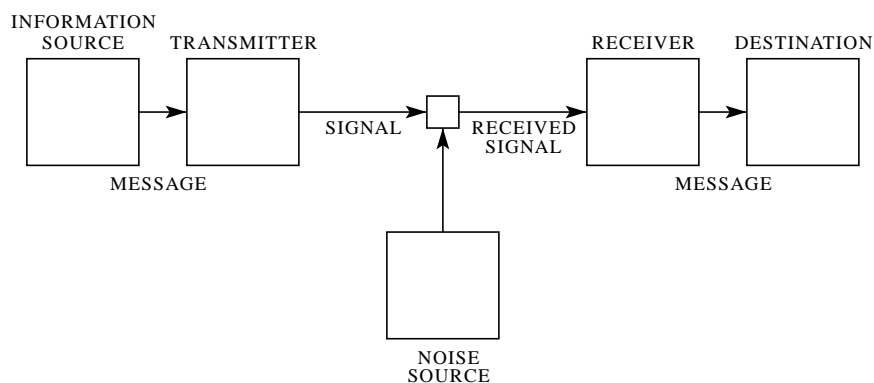 INFORMATION
SOURCE
TRANSMITTER
RECEIVER
DESTINATION
SIGNAL
RECEIVED
SIGNAL
MESSAGE
MESSAGE
NOISE
SOURCE